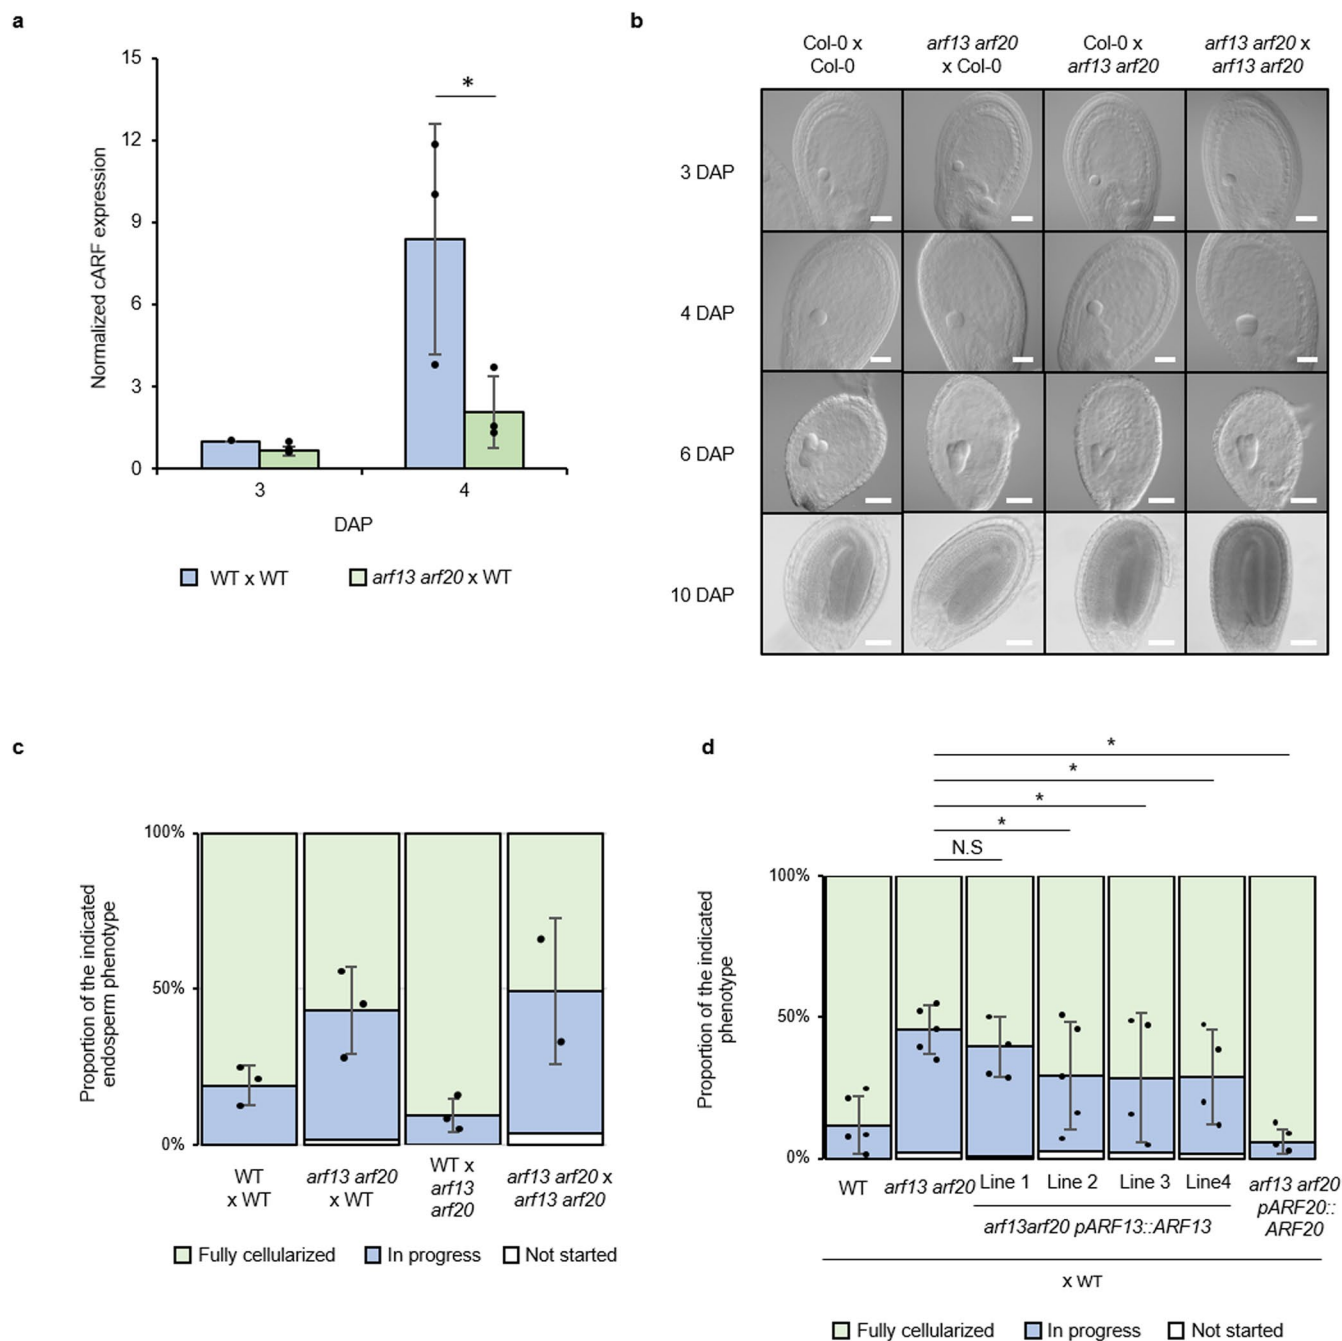 a
15
12
9
6
3
0
Normalized cARF expression
*
3
4
DAP
WT x WT
arf13 arf20 x WT
b
Col-0 x
Col-0
arf13 arf20
x Col-0
Col-0 x
arf13 arf20
arf13 arf20 x
arf13 arf20
3 DAP
4 DAP
6 DAP
10 DAP
c
100%
50%
0%
Proportion of the indicated
endosperm phenotype
WT
x WT
arf13 arf20
x WT
WT x
arf13
arf20
arf13 arf20 x
arf13 arf20
Fully cellularized
In progress
Not started
d
*
*
*
*
N.S
100%
50%
0%
Proportion of the indicated
phenotype
WT
arf13 arf20
Line 1
Line 2
Line 3
Line4
arf13arf20 pARF13::ARF13
arf13 arf20
pARF20::
ARF20
x WT
Fully cellularized
In progress
Not started